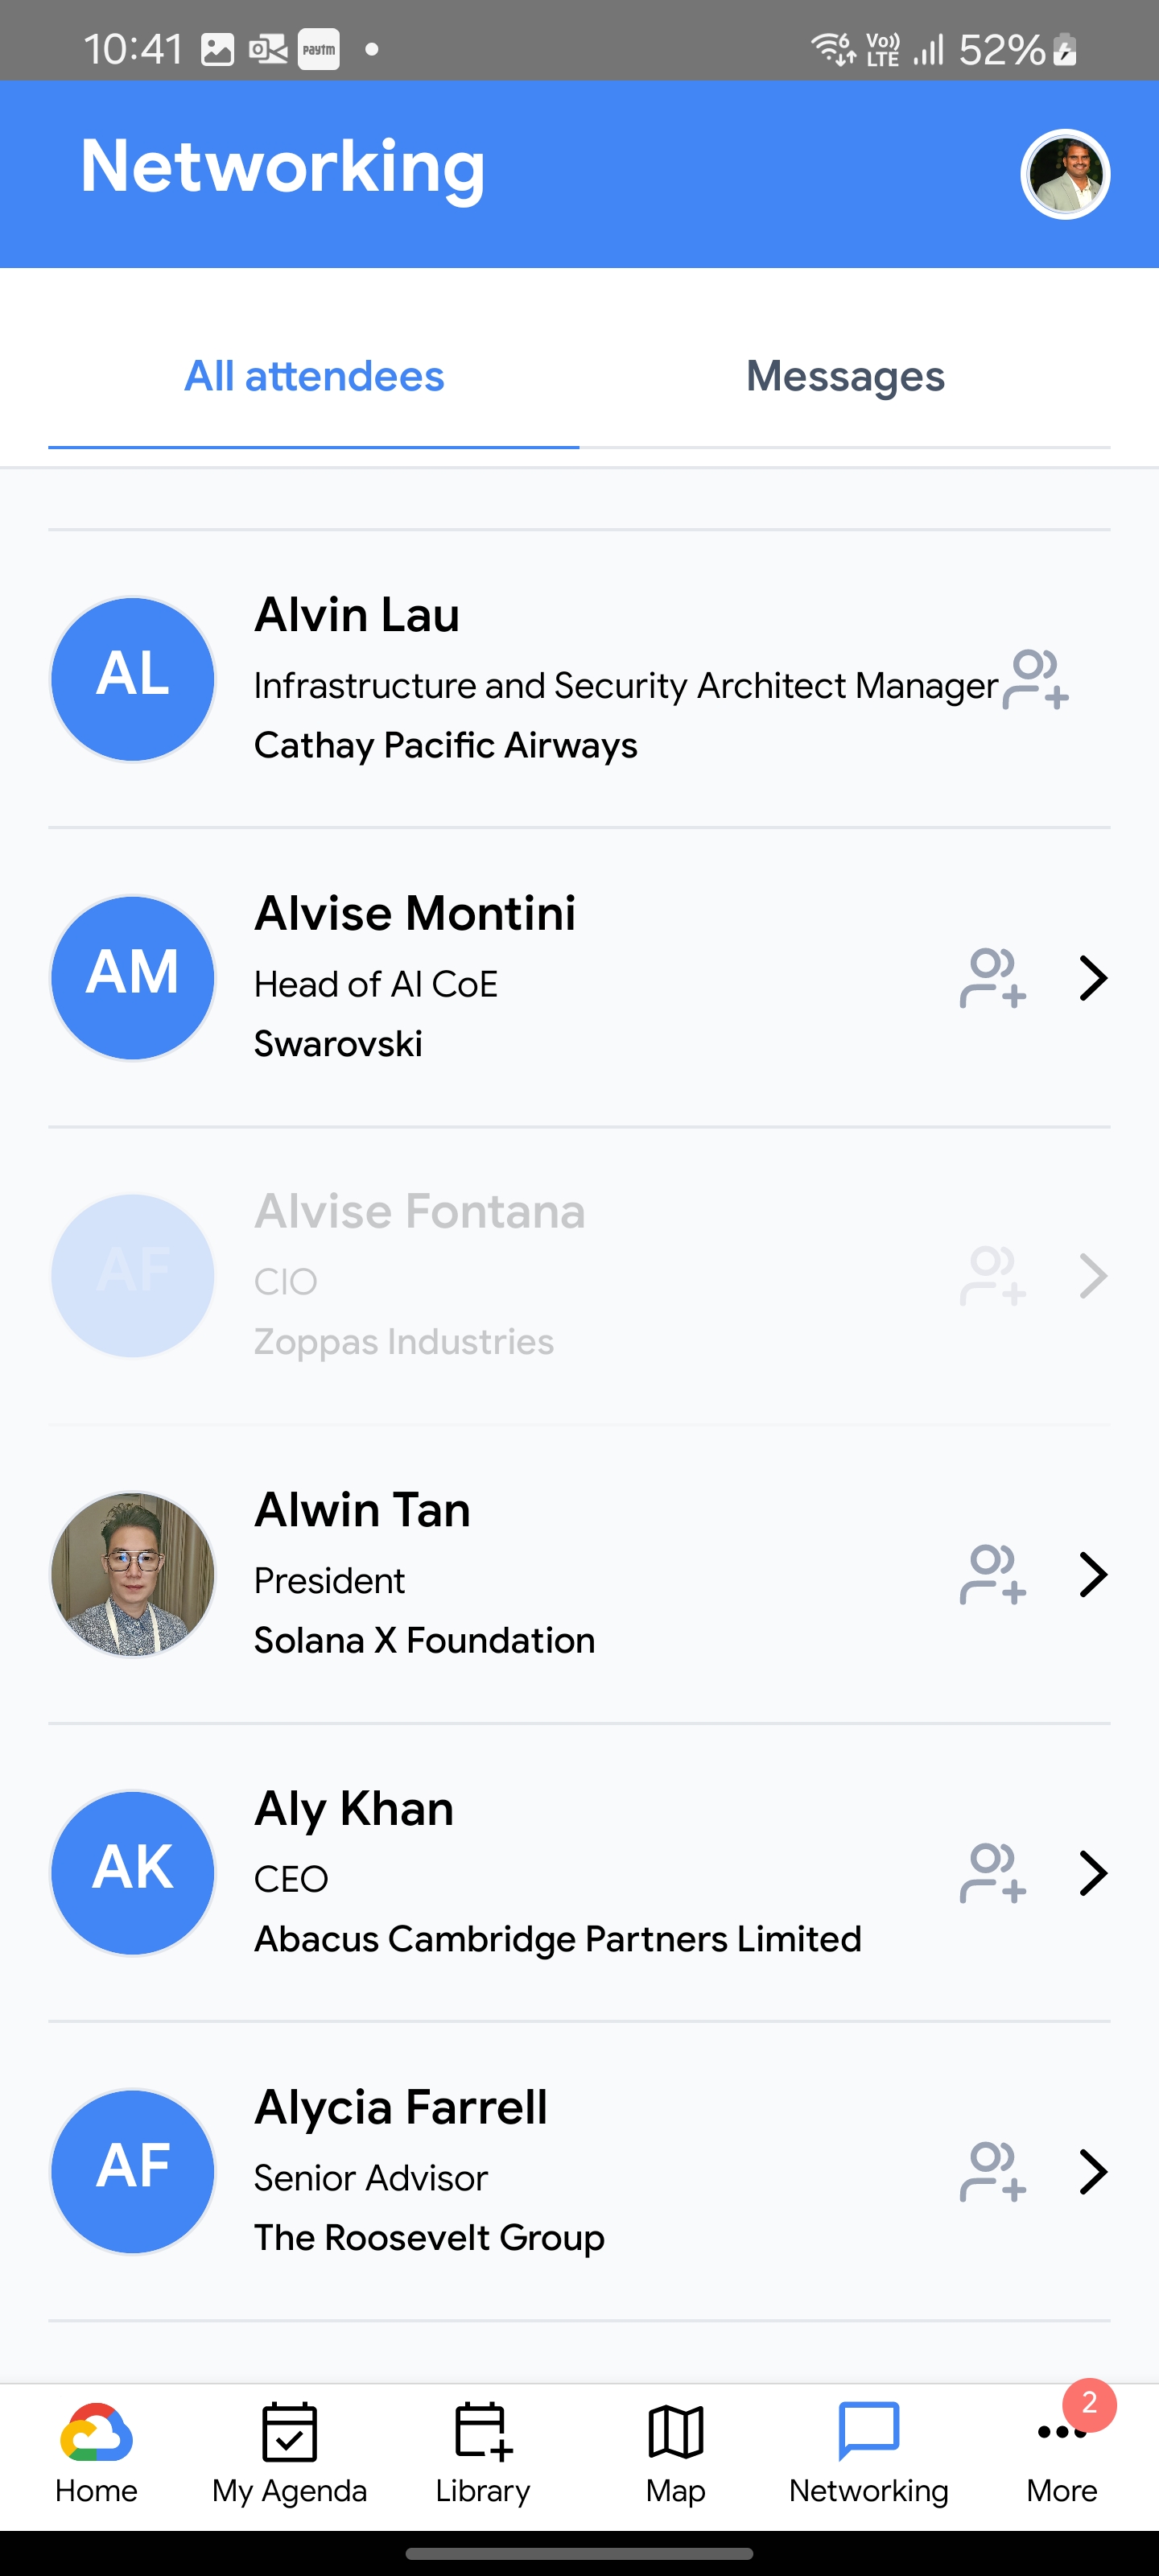 10:41
paytm
6
Vo))
LTE
52%
Networking
All attendees
Messages
AL
Alvin Lau
Infrastructure and Security Architect Manager
Cathay Pacific Airways
AM
Alvise Montini
Head of AI CoE
Swarovski
AF
Alvise Fontana
CIO
Zoppas Industries
Alwin Tan
President
Solana X Foundation
AK
Aly Khan
CEO
Abacus Cambridge Partners Limited
AF
Alycia Farrell
Senior Advisor
The Roosevelt Group
2
Home
My Agenda
Library
Map
Networking
More